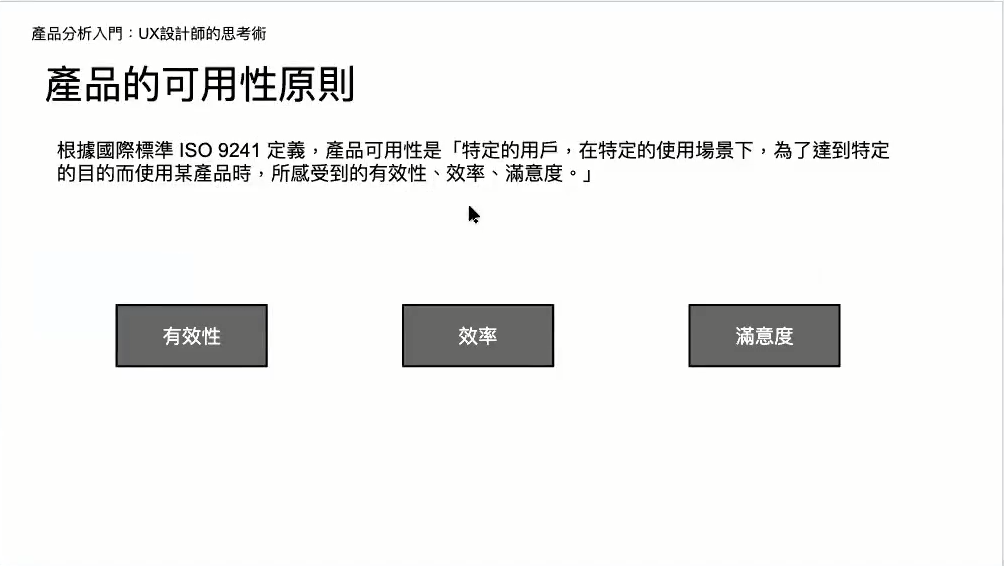 產品分析入門：UX設計師的思考術
產品的可用性原則
根據國際標準 ISO 9241 定義，產品可用性是「特定的用戶，在特定的使用場景下，為了達到特定
的目的而使用某產品時，所感受到的有效性、效率、滿意度。」
有效性
效率
滿意度